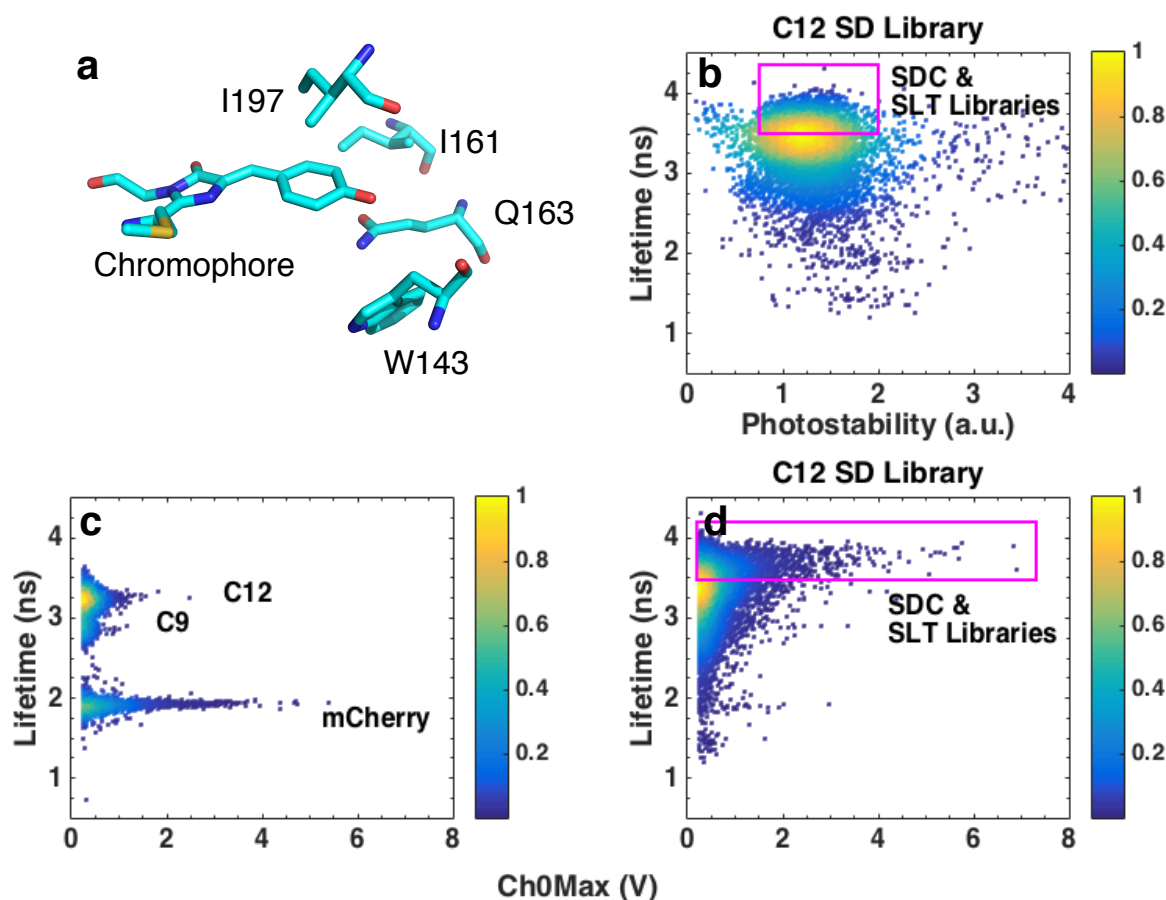 a
I197
I161
Q163
Chromophore
W143
C12 SD Library
b
SDC &
SLT Libraries
Lifetime (ns)
4
3
2
1
0
1
2
3
4
Photostability (a.u.)
1
0.8
0.6
0.4
0.2
c
C12
C9
mCherry
Lifetime (ns)
4
3
2
1
0
2
4
6
8
1
0.8
0.6
0.4
0.2
C12 SD Library
d
SDC &
SLT Libraries
Lifetime (ns)
4
3
2
1
0
2
4
6
8
1
0.8
0.6
0.4
0.2
Ch0Max (V)